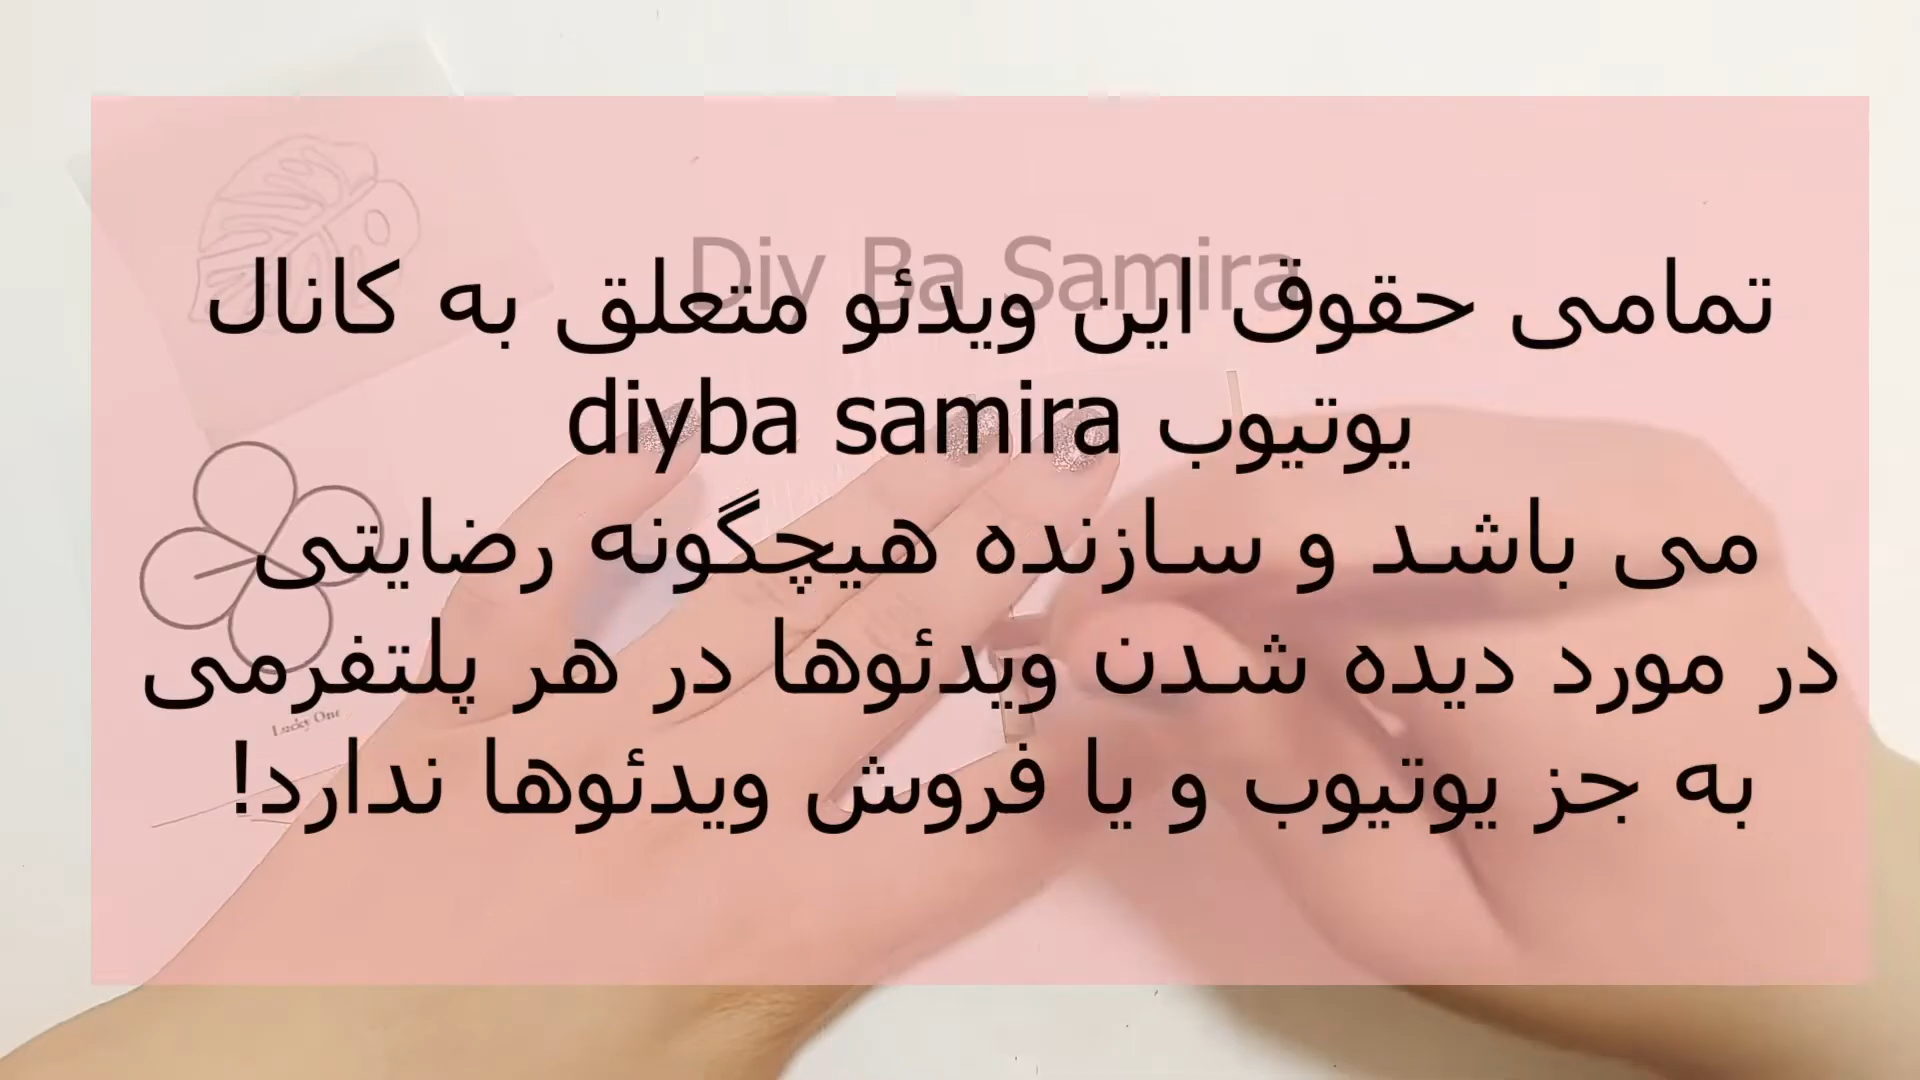 Diy Ba Samira
تمامی حقوق این ویدئو متعلق به کانال
یوتیوب diyba samira
می باشد و سازنده هیچگونه رضایتی
در مورد دیده شدن ویدئوها در هر پلتفرمی
به جز یوتیوب و یا فروش ویدئوها ندارد!
Lucky One